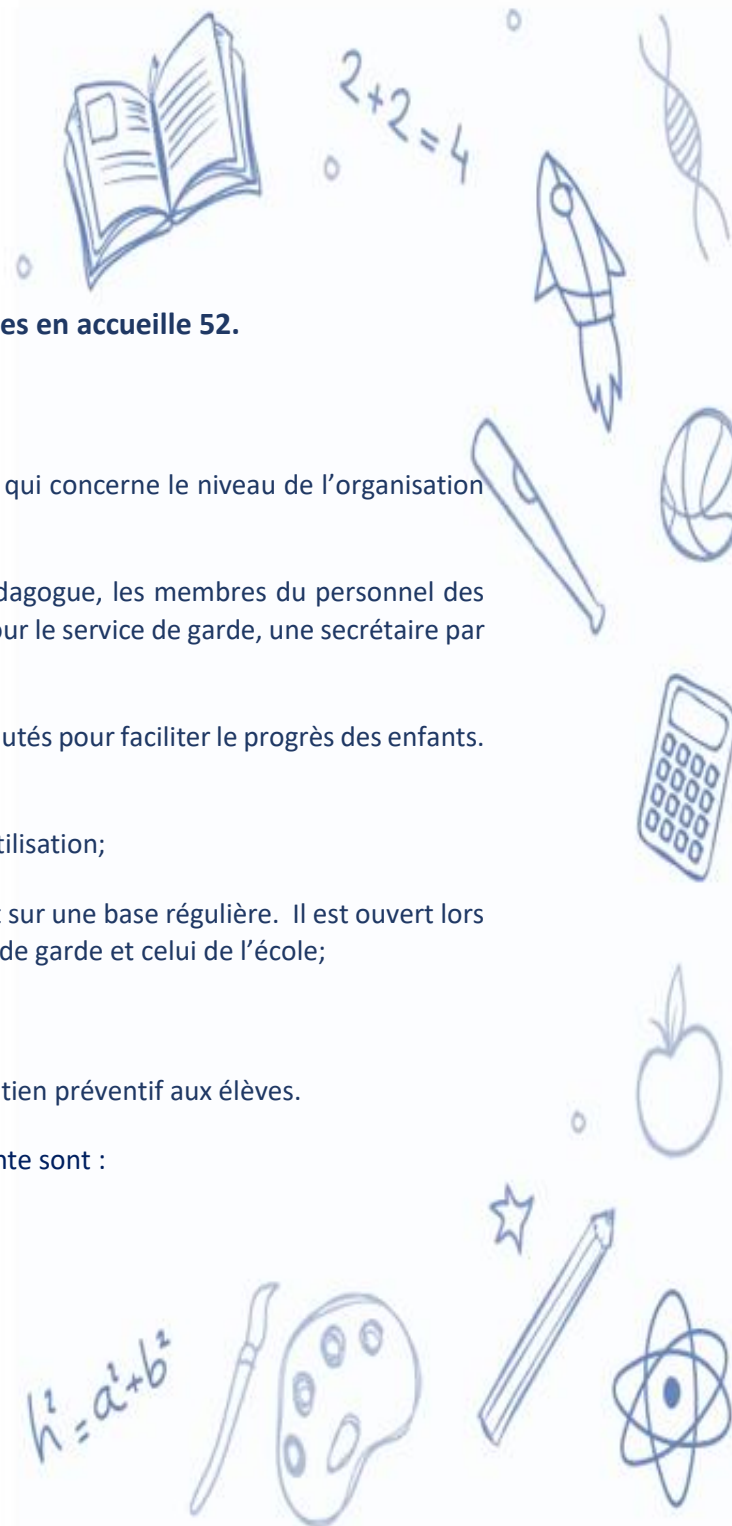 2+2=4
es en accueille 52.
qui concerne le niveau de l’organisation
dagogue, les membres du personnel des
our le service de garde, une secrétaire par
utés pour faciliter le progrès des enfants.
tilisation;
t sur une base régulière.  Il est ouvert lors
de garde et celui de l’école;
tien préventif aux élèves.
nte sont :
h²=a²+b²